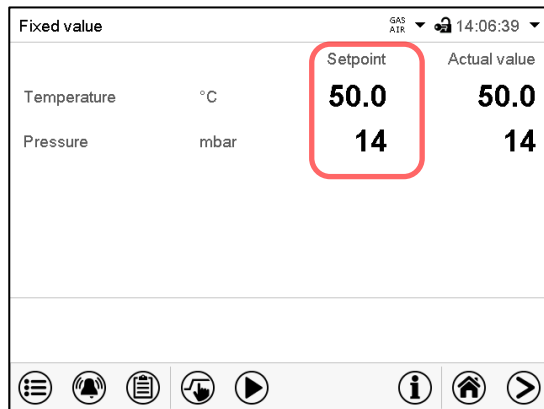 Fixed value GAS AIR 14:06:39
Setpoint Actual value
Temperature °C 50.0 50.0
Pressure mbar 14 14
i